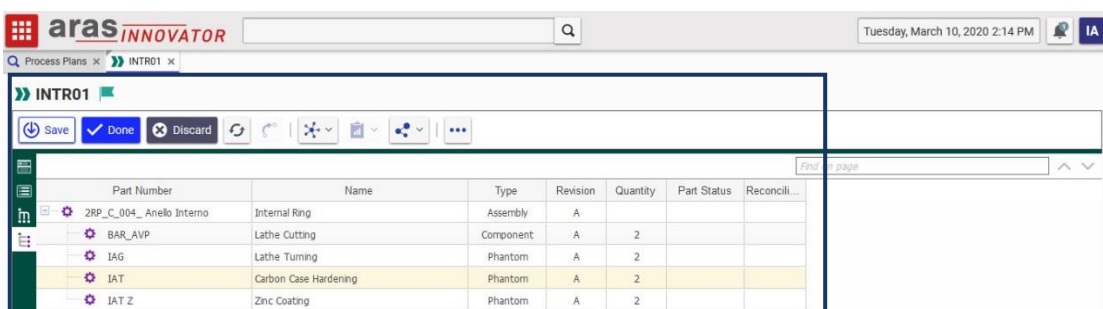 aras INNOVATOR
Tuesday, March 10, 2020 2:14 PM
IA
Process Plans × INTR01 ×
INTR01
Save Done Discard
Find on page
Part Number Name Type Revision Quantity Part Status Reconcili...
2RP_C_004_ Anello Interno Internal Ring Assembly A
BAR_AVP Lathe Cutting Component A 2
IAG Lathe Turning Phantom A 2
IAT Carbon Case Hardening Phantom A 2
IAT Z Zinc Coating Phantom A 2